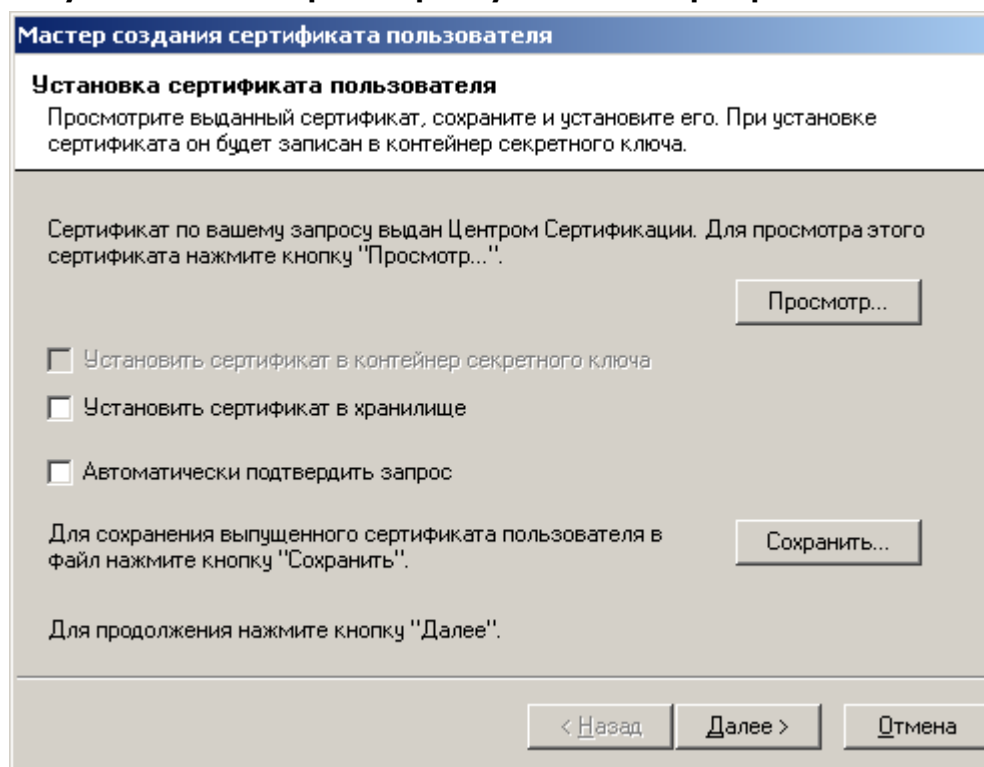 Мастер создания сертификата пользователя
Установка сертификата пользователя
Просмотрите выданный сертификат, сохраните и установите его. При установке
сертификата он будет записан в контейнер секретного ключа.
Сертификат по вашему запросу выдан Центром Сертификации. Для просмотра этого
сертификата нажмите кнопку "Просмотр...".
Просмотр...
Установить сертификат в контейнер секретного ключа
Установить сертификат в хранилище
Автоматически подтвердить запрос
Для сохранения выпущенного сертификата пользователя в
файл нажмите кнопку "Сохранить".
Сохранить...
Для продолжения нажмите кнопку "Далее".
< Назад
Далее >
Отмена